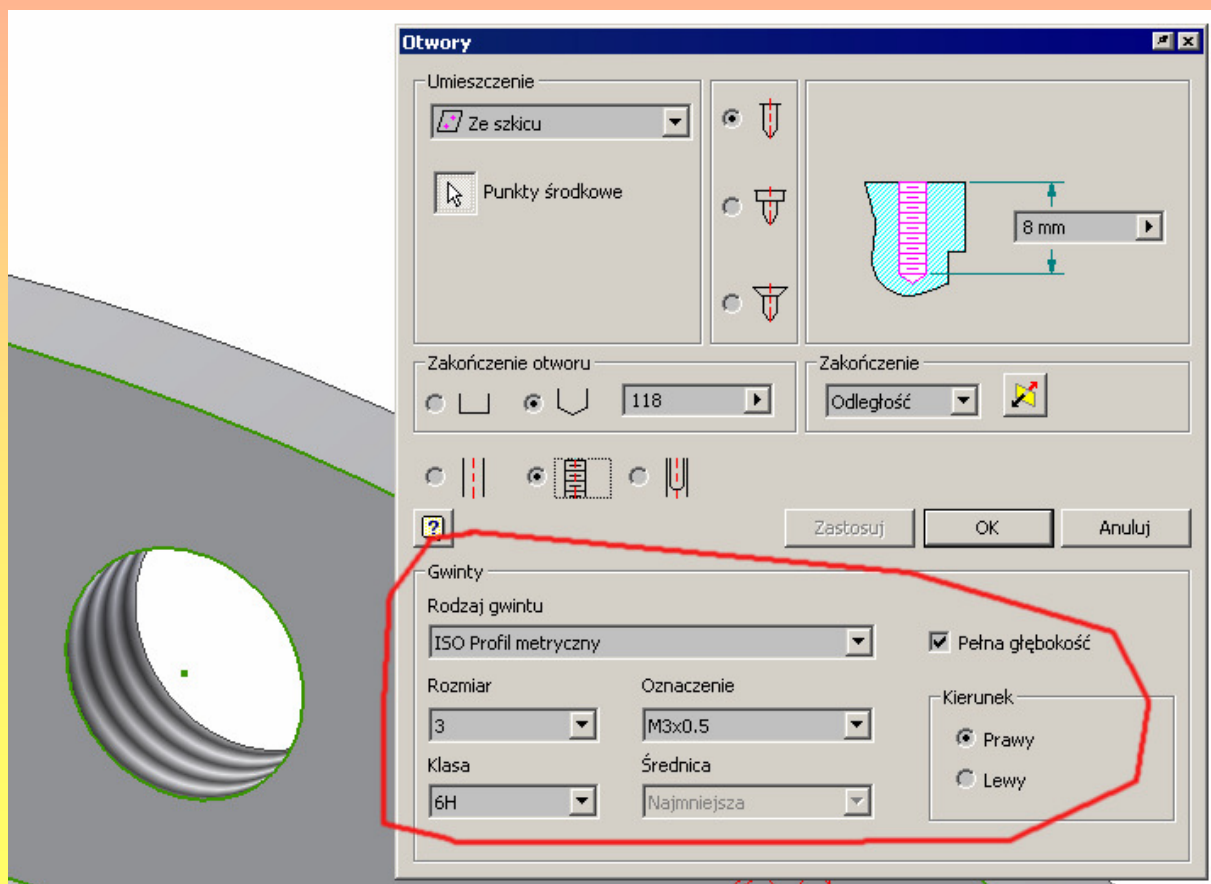 Otwory
Umieszczenie
Ze szkicu
Punkty środkowe
8 mm
Zakończenie otworu
118
Zakończenie
Odległość
?
Zastosuj
OK
Anuluj
Gwinty
Rodzaj gwintu
ISO Profil metryczny
Pełna głębokość
Rozmiar
Oznaczenie
3
M3x0.5
Kierunek
Prawy
Lewy
Klasa
Średnica
6H
Najmniejsza